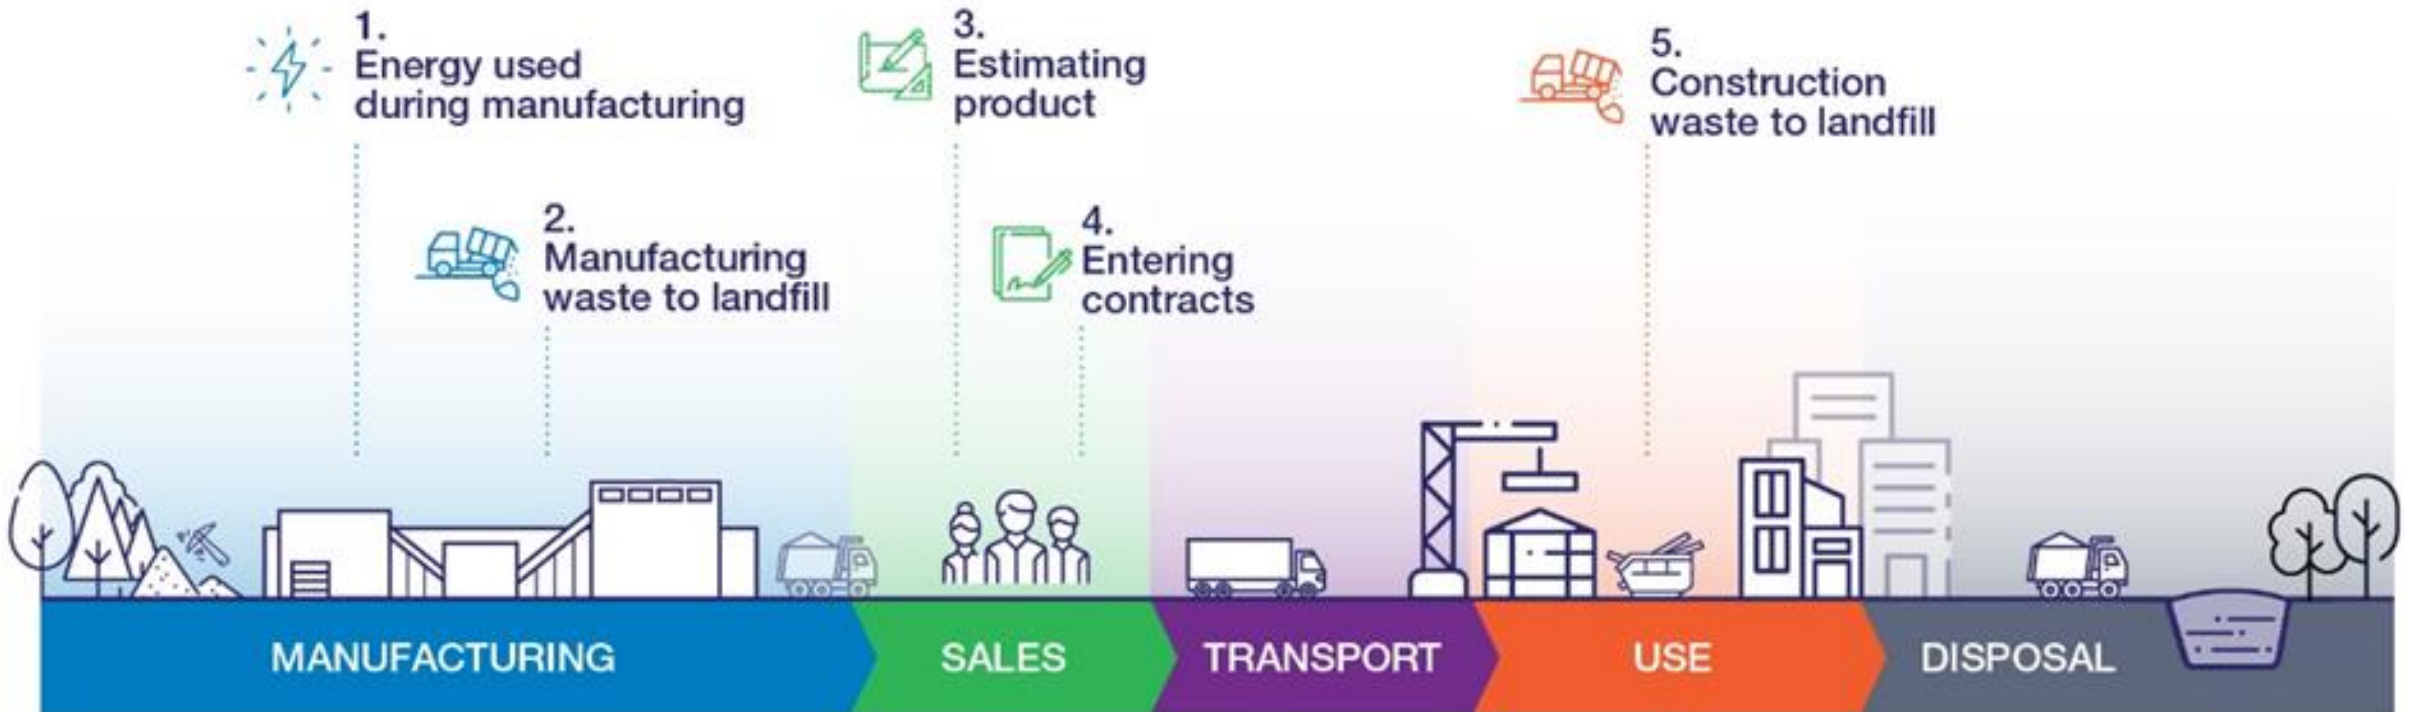 1.
Energy used
during manufacturing
2.
Manufacturing
waste to landfill
3.
Estimating
product
4.
Entering
contracts
5.
Construction
waste to landfill
MANUFACTURING
SALES
TRANSPORT
USE
DISPOSAL